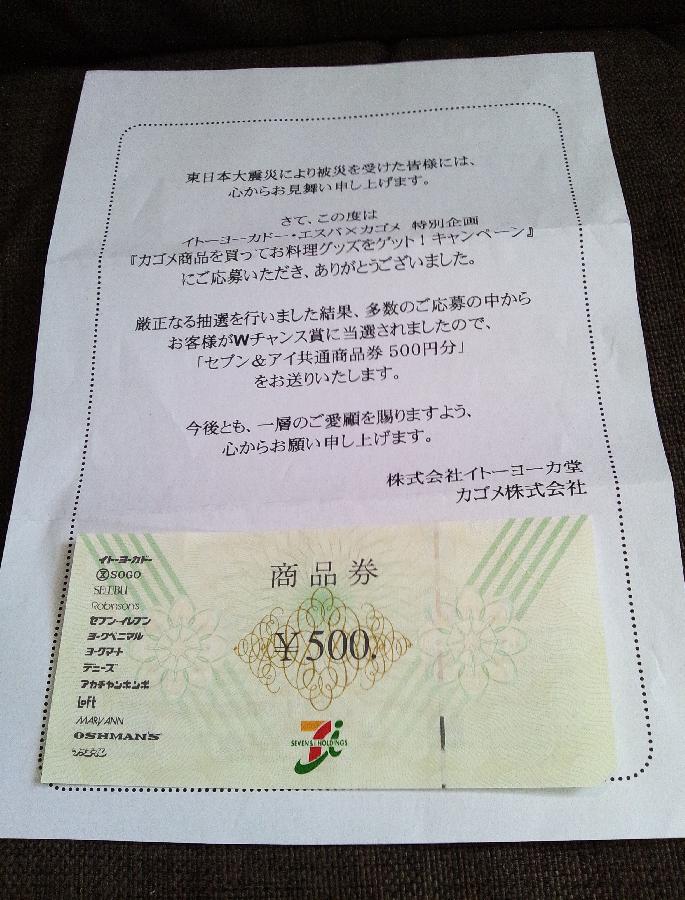 東日本大震災により被災を受けた皆様には、
心からお見舞い申し上げます。
さて、この度は
イトーヨーカドー・エスパ×カゴメ 特別企画
『カゴメ商品を買ってお料理グッズをゲット!キャンペーン』
にご応募いただき、ありがとうございました。
厳正なる抽選を行いました結果、多数のご応募の中から
お客様がWチャンス賞に当選されましたので、
「セブン&アイ共通商品券 500円分」
をお送りいたします。
今後とも、一層のご愛顧を賜りますよう、
心からお願い申し上げます。
株式会社イトーヨーカ堂
カゴメ株式会社
商品券
¥500.
イトーヨーカドー
SOGO
SEIBU
Robinson's
セブン-イレブン
ヨークベニマル
ヨークマート
デニーズ
アカチャンホンポ
Loft
MARY ANN
OSHMAN'S
SEVEN & i HOLDINGS